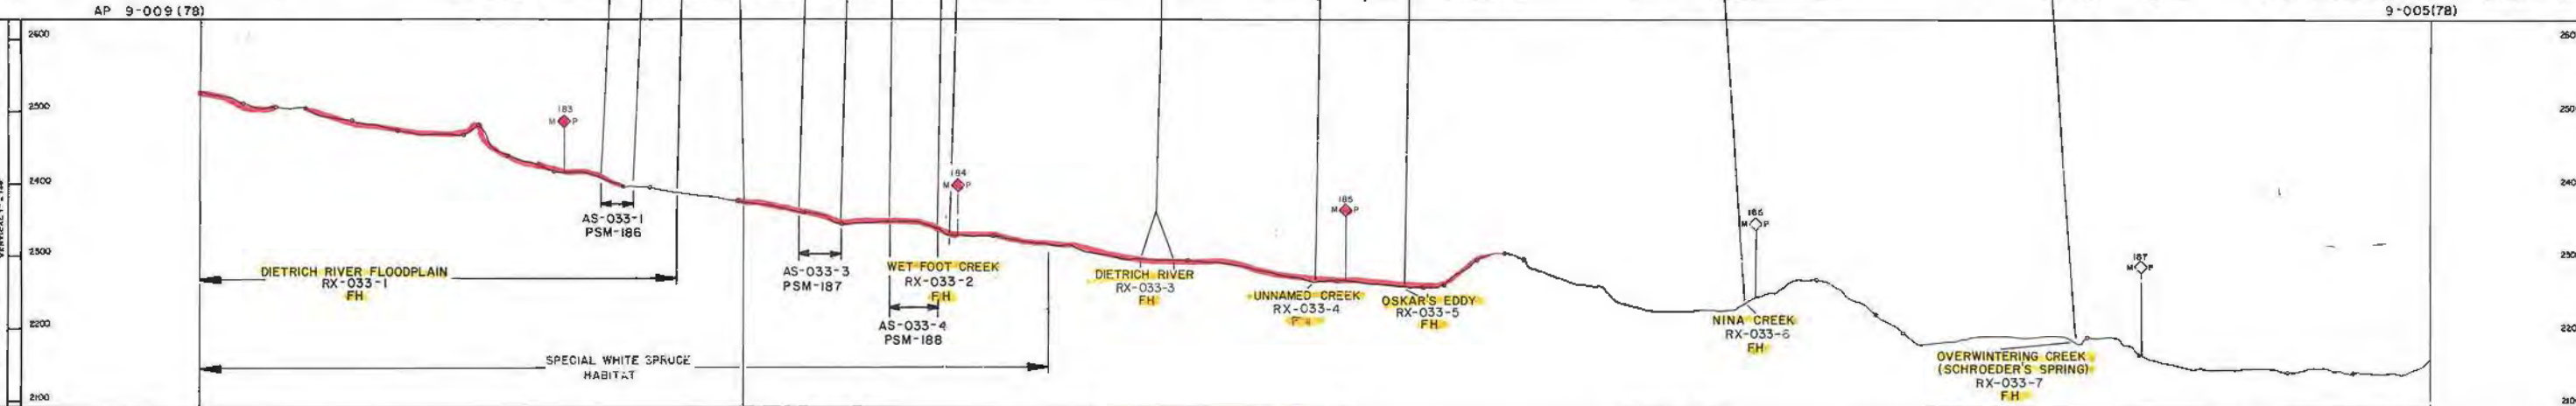 AP 9-009(78)
9-005(78)
2600
2500
2400
2300
2200
2100
183
M P
184
M P
185
M P
166
M P
187
M P
AS-033-1
PSM-186
DIETRICH RIVER FLOODPLAIN
RX-033-1
FH
AS-033-3
PSM-187
WET FOOT CREEK
RX-033-2
FH
AS-033-4
PSM-188
SPECIAL WHITE SPRUCE
HABITAT
DIETRICH RIVER
RX-033-3
FH
UNNAMED CREEK
RX-033-4
OSKAR'S EDDY
RX-033-5
FH
NINA CREEK
RX-033-6
FH
OVERWINTERING CREEK
(SCHROEDER'S SPRING)
RX-033-7
FH